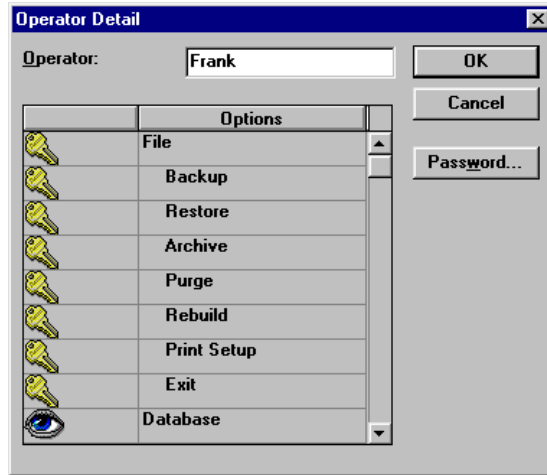 Operator Detail
Operator: Frank
OK
Cancel
Password...
Options
File
Backup
Restore
Archive
Purge
Rebuild
Print Setup
Exit
Database